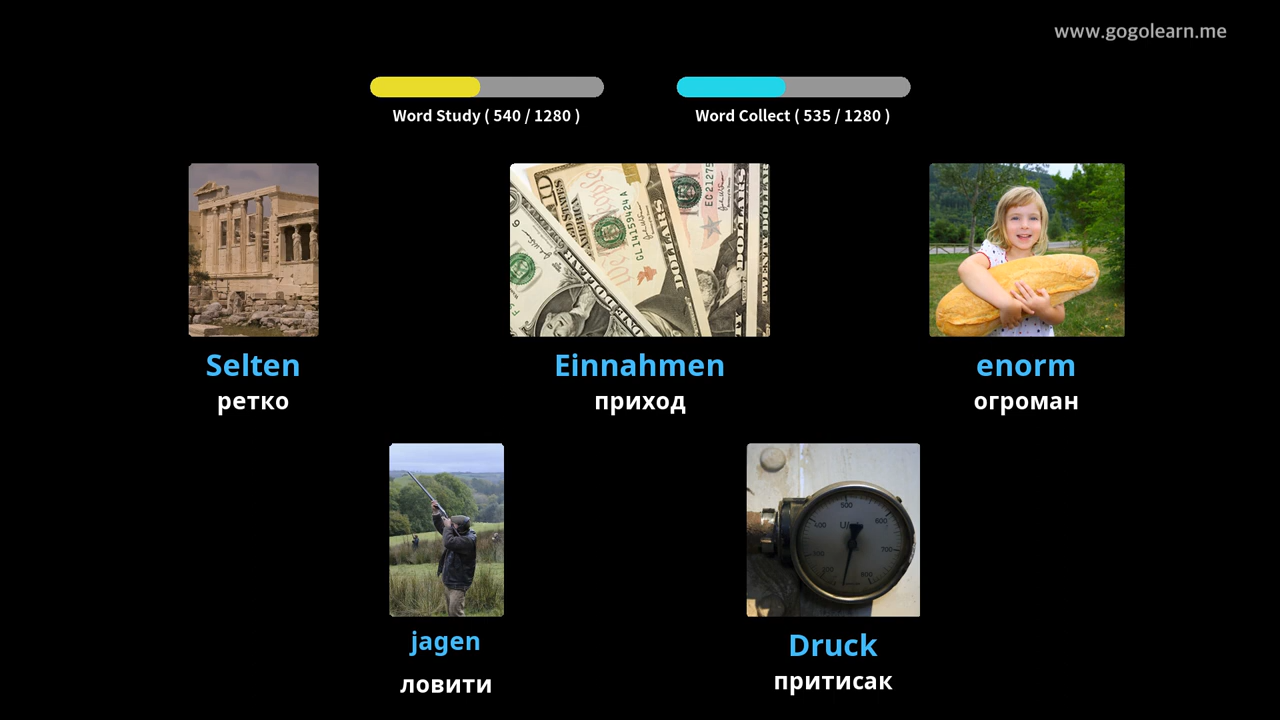 www.gogolearn.me
Word Study ( 540 / 1280 )
Word Collect ( 535 / 1280 )
Selten
ретко
Einnahmen
приход
enorm
огроман
jagen
ловити
Druck
притисак